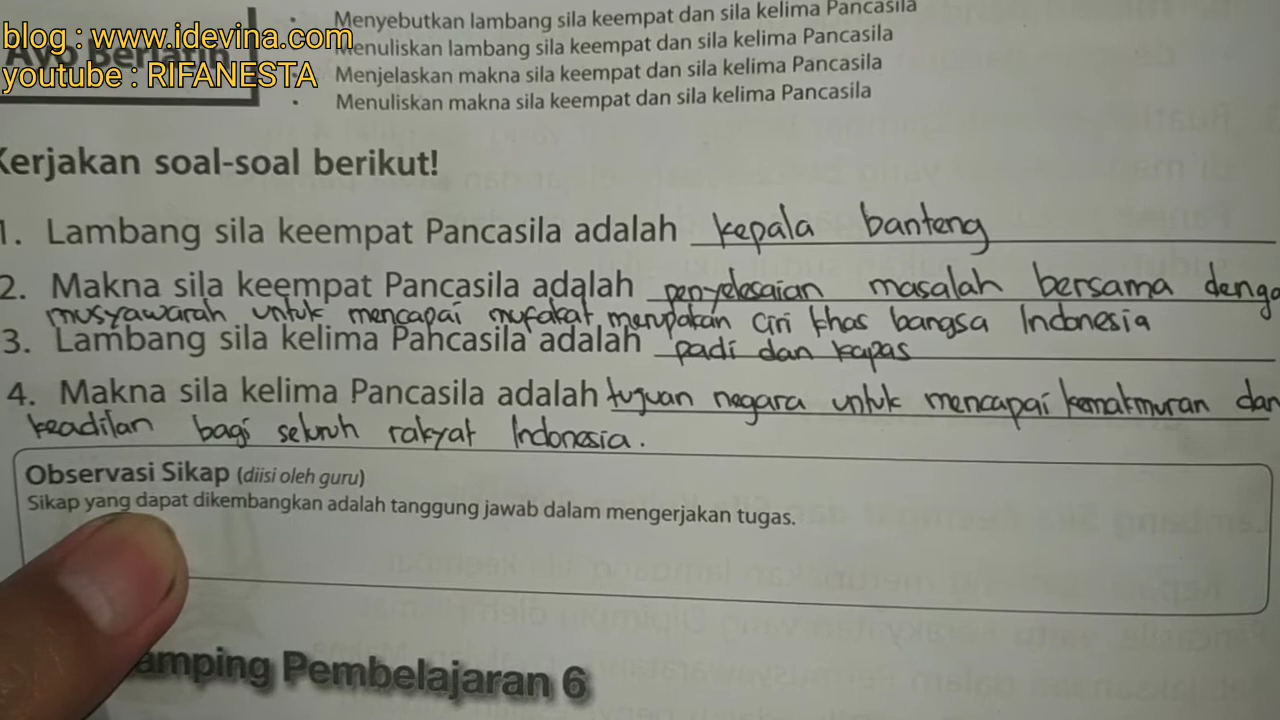 • Menyebutkan lambang sila keempat dan sila kelima Pancasila
blog : www.idevina.com
• Menuliskan lambang sila keempat dan sila kelima Pancasila
Ayo Berlatih
youtube : RIFANESTA
• Menjelaskan makna sila keempat dan sila kelima Pancasila
• Menuliskan makna sila keempat dan sila kelima Pancasila
Kerjakan soal-soal berikut!
1. Lambang sila keempat Pancasila adalah kepala banteng
2. Makna sila keempat Pancasila adalah penyelesaian masalah bersama denga
musyawarah untuk mencapai mufakat merupakan ciri khas bangsa Indonesia
3. Lambang sila kelima Pancasila adalah padi dan kapas
4. Makna sila kelima Pancasila adalah tujuan negara untuk mencapai kemakmuran dan
keadilan bagi seluruh rakyat Indonesia.
Observasi Sikap (diisi oleh guru)
Sikap yang dapat dikembangkan adalah tanggung jawab dalam mengerjakan tugas.
amping Pembelajaran 6